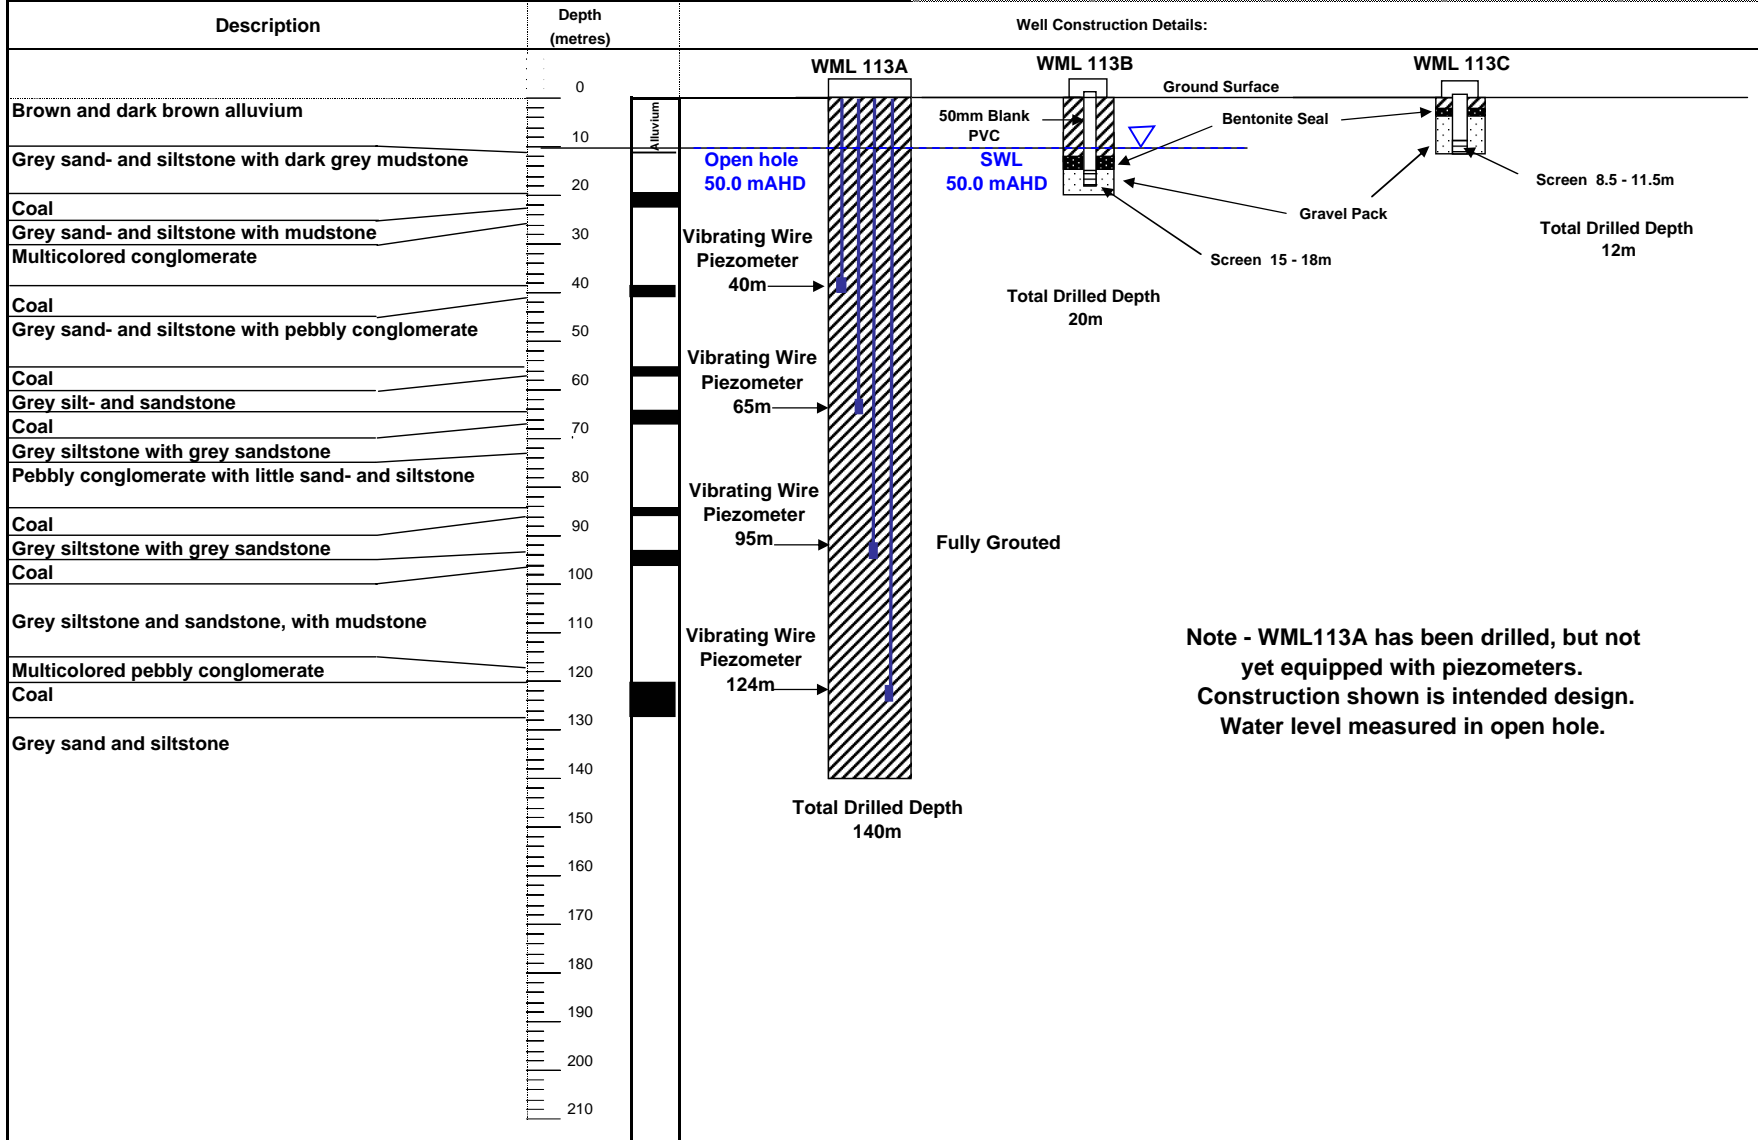 Description
Depth
(metres)
Well Construction Details:
WML 113A
WML 113B
WML 113C
Ground Surface
0
Brown and dark brown alluvium
Alluvium
50mm Blank
PVC
Bentonite Seal
10
Grey sand- and siltstone with dark grey mudstone
Open hole
50.0 mAHD
SWL
50.0 mAHD
Screen 8.5 - 11.5m
20
Coal
Gravel Pack
Total Drilled Depth
12m
Grey sand- and siltstone with mudstone
30
Multicolored conglomerate
Vibrating Wire
Piezometer
40m
Screen 15 - 18m
40
Total Drilled Depth
20m
Coal
Grey sand- and siltstone with pebbly conglomerate
50
Vibrating Wire
Piezometer
65m
Coal
60
Grey silt- and sandstone
Coal
70
Grey siltstone with grey sandstone
Pebbly conglomerate with little sand- and siltstone
80
Vibrating Wire
Piezometer
95m
Coal
90
Fully Grouted
Grey siltstone with grey sandstone
Coal
100
Grey siltstone and sandstone, with mudstone
110
Vibrating Wire
Piezometer
124m
Note - WML113A has been drilled, but not
yet equipped with piezometers.
Construction shown is intended design.
Water level measured in open hole.
Multicolored pebbly conglomerate
120
Coal
130
Grey sand and siltstone
140
Total Drilled Depth
140m
150
160
170
180
190
200
210